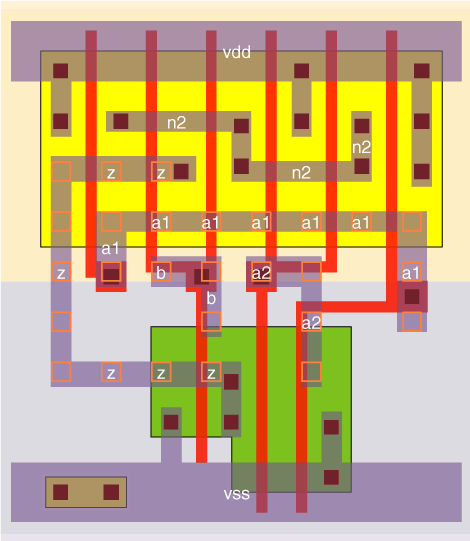 vdd
n2
n2
z z n2
a1 a1 a1 a1 a1
a1
z b a2 a1
b
a2
z z z
vss